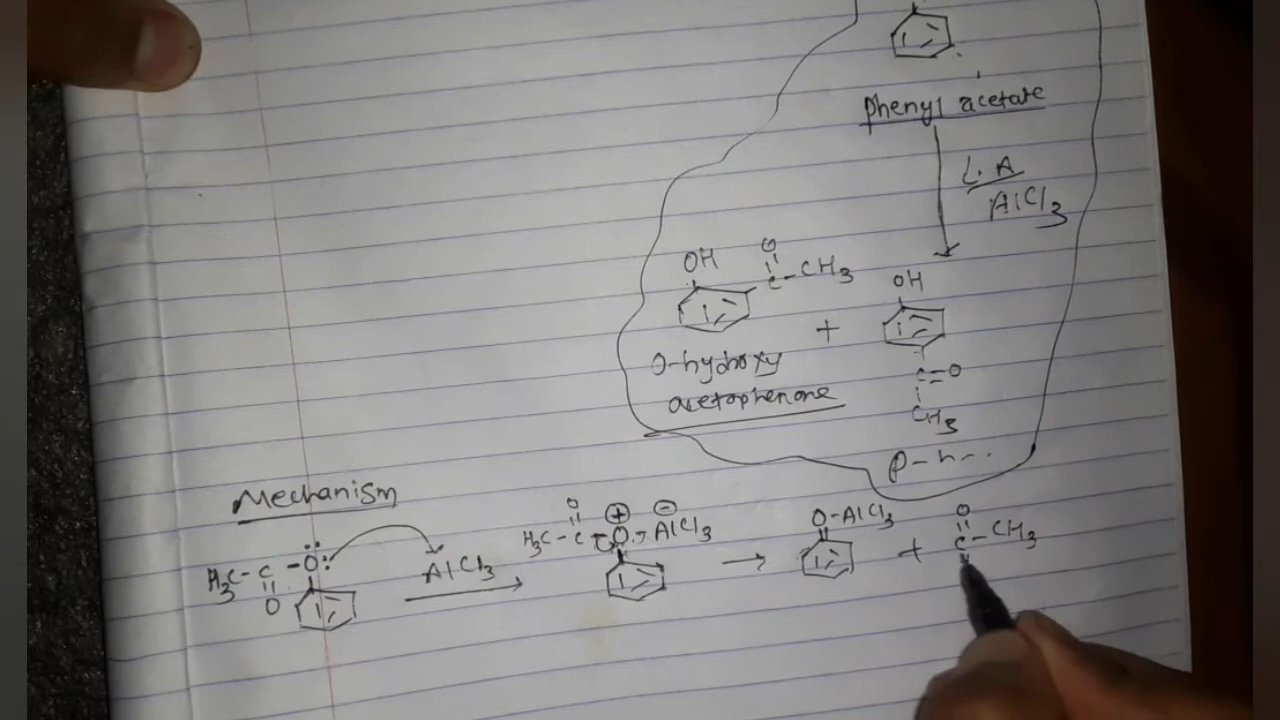 phenyl acetate
L.A
AlCl3
OH
O
C-CH3
+
OH
C=O
CH3
O-hydroxy
acetophenone
p-h--.
Mechanism
H3C-C-O:
O
AlCl3
O
H3C-C-O-AlCl3
+ -
O-AlCl3
+
O
C-CH3